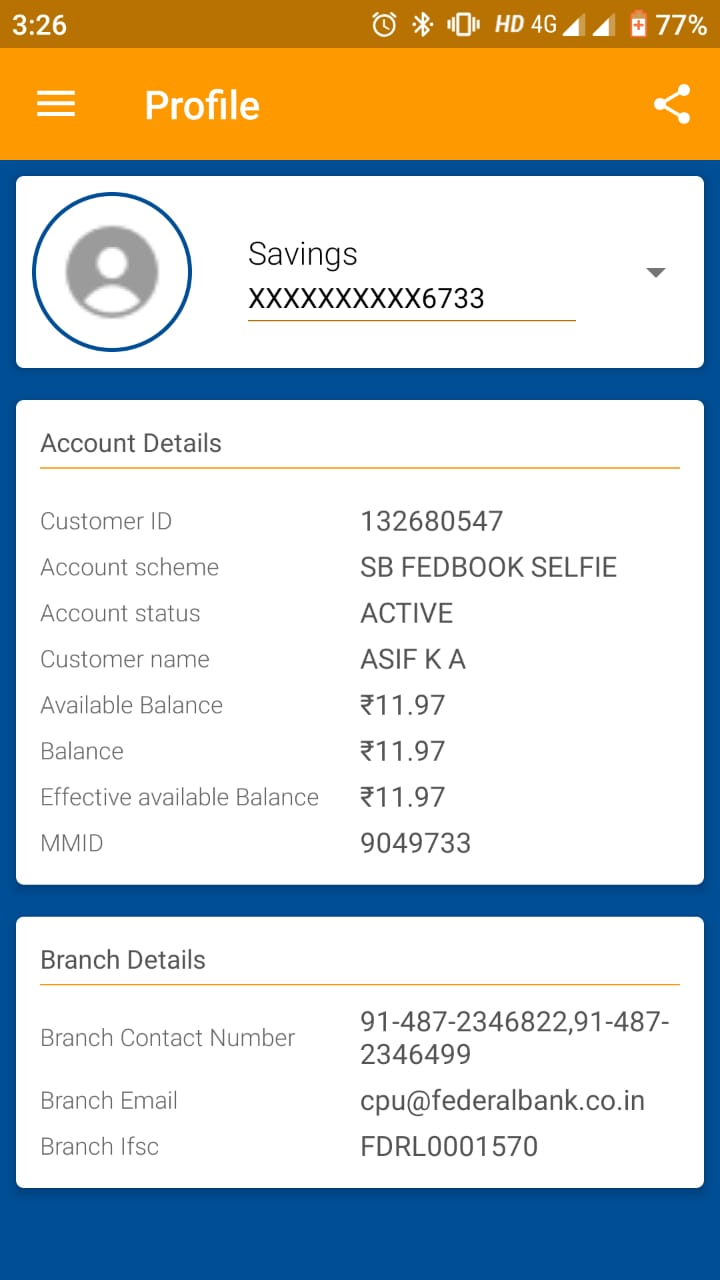 3:26 HD 4G 77%
Profile
Savings
XXXXXXXXXX6733
Account Details
Customer ID 132680547
Account scheme SB FEDBOOK SELFIE
Account status ACTIVE
Customer name ASIF K A
Available Balance ₹11.97
Balance ₹11.97
Effective available Balance ₹11.97
MMID 9049733
Branch Details
Branch Contact Number 91-487-2346822,91-487-
2346499
Branch Email cpu@federalbank.co.in
Branch Ifsc FDRL0001570